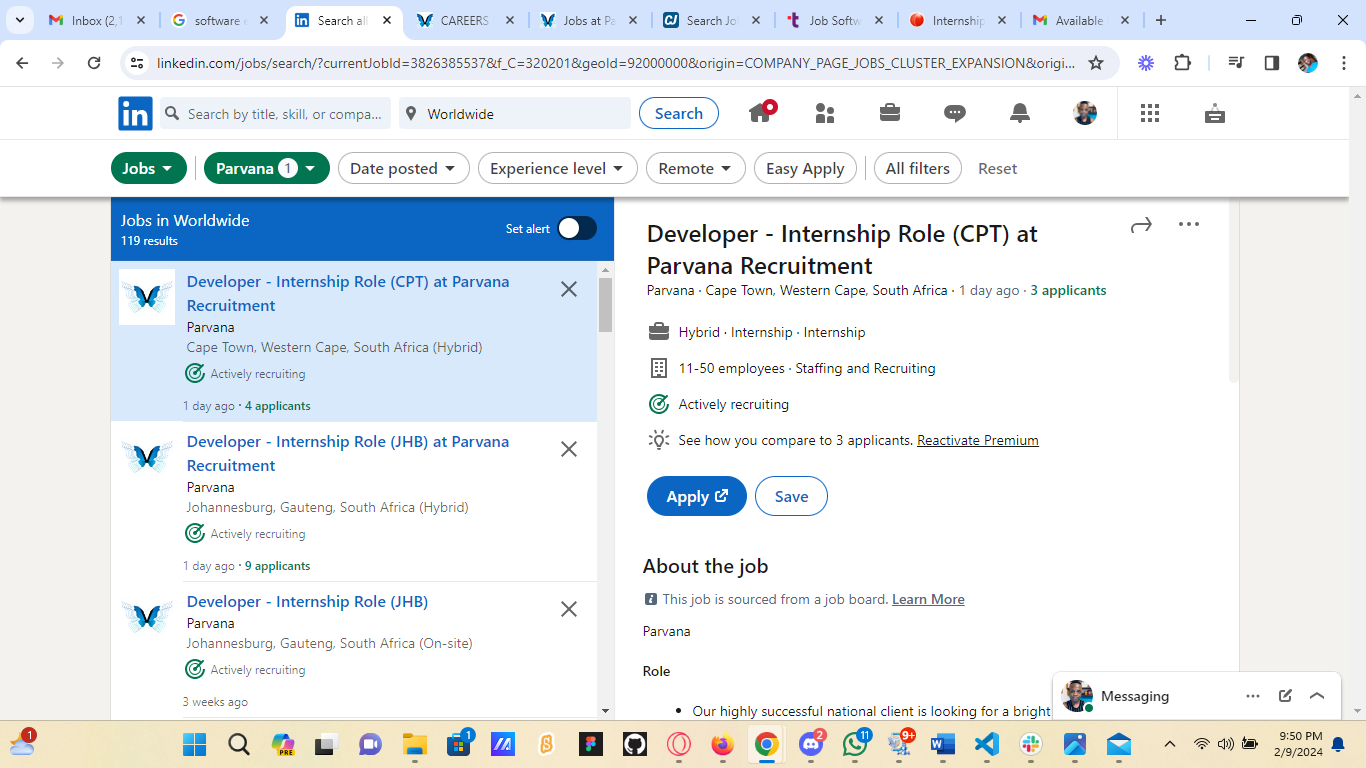 Inbox (2,1
software e
Search all
CAREERS
Jobs at Pa
Search Jo
Job Softw
Internship
Available
linkedin.com/jobs/search/?currentJobId=3826385537&f_C=320201&geoId=92000000&origin=COMPANY_PAGE_JOBS_CLUSTER_EXPANSION&origi...
in
Search by title, skill, or compa...
Worldwide
Search
Jobs
Parvana 1
Date posted
Experience level
Remote
Easy Apply
All filters
Reset
Jobs in Worldwide
119 results
Set alert
Developer - Internship Role (CPT) at Parvana
Recruitment
Parvana
Cape Town, Western Cape, South Africa (Hybrid)
Actively recruiting
1 day ago · 4 applicants
Developer - Internship Role (JHB) at Parvana
Recruitment
Parvana
Johannesburg, Gauteng, South Africa (Hybrid)
Actively recruiting
1 day ago · 9 applicants
Developer - Internship Role (JHB)
Parvana
Johannesburg, Gauteng, South Africa (On-site)
Actively recruiting
3 weeks ago
Developer - Internship Role (CPT) at
Parvana Recruitment
Parvana · Cape Town, Western Cape, South Africa · 1 day ago · 3 applicants
Hybrid · Internship · Internship
11-50 employees · Staffing and Recruiting
Actively recruiting
See how you compare to 3 applicants. Reactivate Premium
Apply
Save
About the job
This job is sourced from a job board. Learn More
Parvana
Role
• Our highly successful national client is looking for a bright
Messaging
1
PRE
1
2
11
9+
9:50 PM
2/9/2024